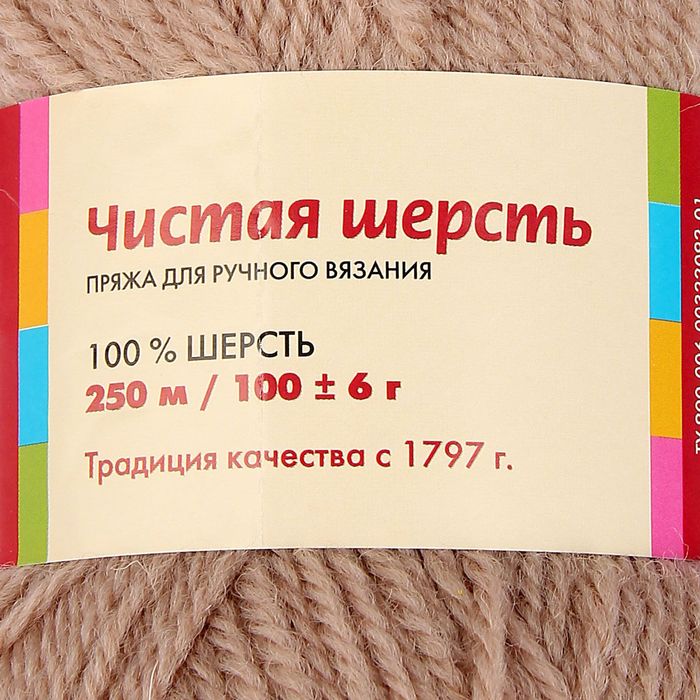 Чистая шерсть
ПРЯЖА ДЛЯ РУЧНОГО ВЯЗАНИЯ
100 % ШЕРСТЬ
250 м / 100 ± 6 г
Традиция качества с 1797 г.